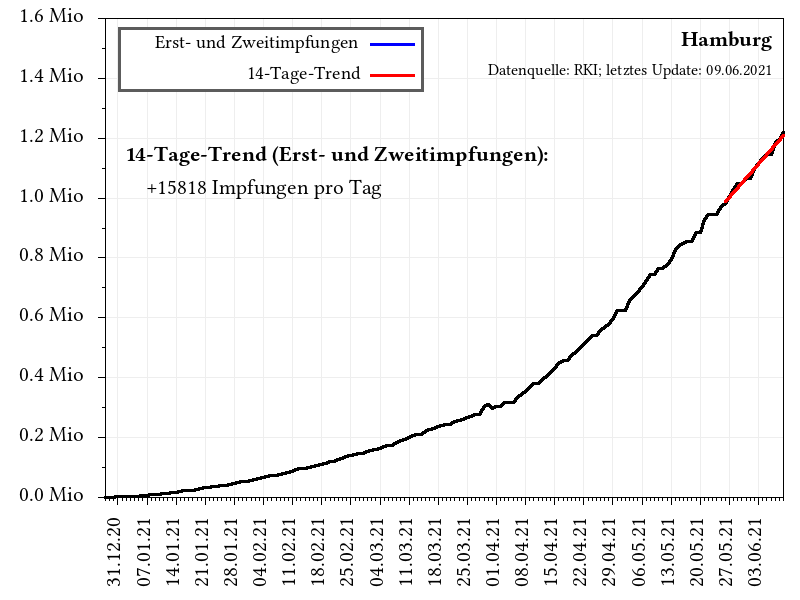 1.6 Mio
Erst- und Zweitimpfungen
14-Tage-Trend
Hamburg
Datenquelle: RKI; letztes Update: 09.06.2021
1.4 Mio
1.2 Mio
14-Tage-Trend (Erst- und Zweitimpfungen):
+15818 Impfungen pro Tag
1.0 Mio
0.8 Mio
0.6 Mio
0.4 Mio
0.2 Mio
0.0 Mio
31.12.20
07.01.21
14.01.21
21.01.21
28.01.21
04.02.21
11.02.21
18.02.21
25.02.21
04.03.21
11.03.21
18.03.21
25.03.21
01.04.21
08.04.21
15.04.21
22.04.21
29.04.21
06.05.21
13.05.21
20.05.21
27.05.21
03.06.21